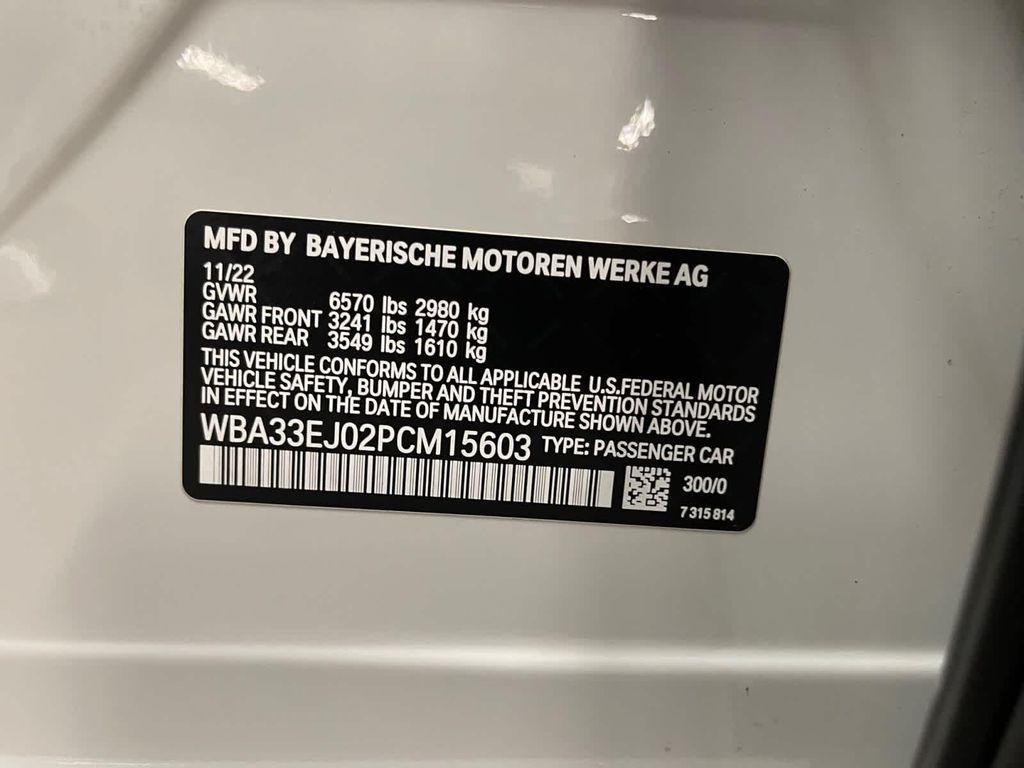 MFD BY BAYERISCHE MOTOREN WERKE AG
11/22
GVWR 6570 lbs 2980 kg
GAWR FRONT 3241 lbs 1470 kg
GAWR REAR 3549 lbs 1610 kg
THIS VEHICLE CONFORMS TO ALL APPLICABLE U.S.FEDERAL MOTOR
VEHICLE SAFETY, BUMPER AND THEFT PREVENTION STANDARDS
IN EFFECT ON THE DATE OF MANUFACTURE SHOWN ABOVE.
WBA33EJ02PCM15603 TYPE: PASSENGER CAR
300/0
7 315 814